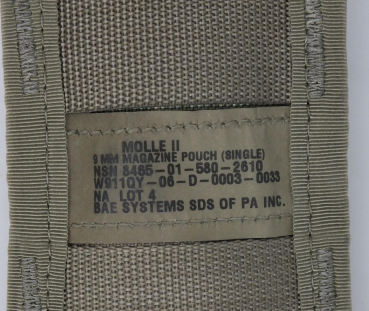 MOLLE II
9 MM MAGAZINE POUCH (SINGLE)
NSN 8465-01-580-2610
W911QY-06-D-0003-0033
NA LOT 4
BAE SYSTEMS SDS OF PA INC.